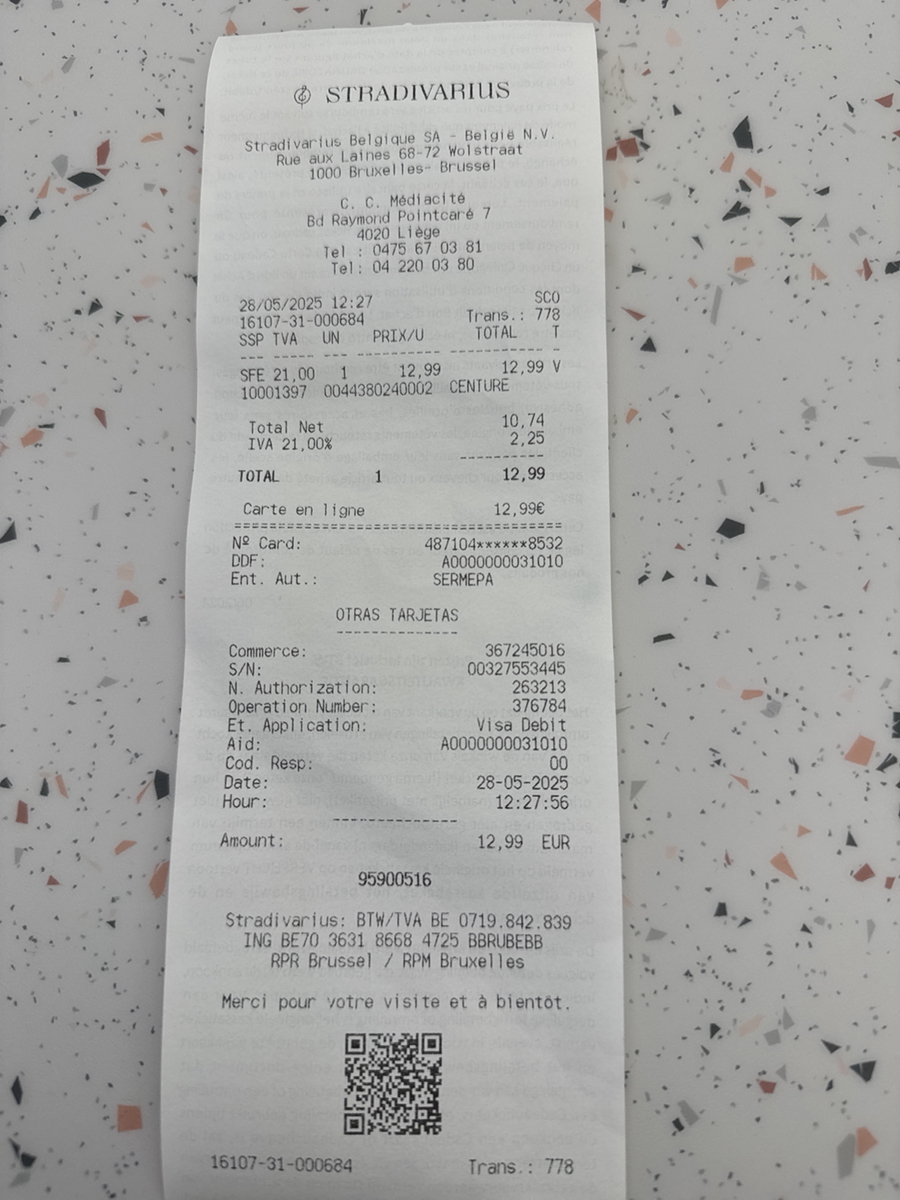 STRADIVARIUS
Stradivarius Belgique SA - België N.V.
Rue aux Laines 68-72 Wolstraat
1000 Bruxelles- Brussel
C. C. Médiacité
Bd Raymond Pointcaré 7
4020 Liège
Tel : 0475 67 03 81
Tel: 04 220 03 80
28/05/2025 12:27 SCO
16107-31-000684 Trans.: 778
SSP TVA UN PRIX/U TOTAL T
--- ----- --- --------- ---------- -
SFE 21,00 1 12,99 12,99 V
10001397 0044380240002 CENTURE
Total Net 10,74
IVA 21,00% 2,25
----------
TOTAL 1 12,99
Carte en ligne 12,99€
======================================
Nº Card: 487104******8532
DDF: A0000000031010
Ent. Aut.: SERMEPA
OTRAS TARJETAS
--------------
Commerce: 367245016
S/N: 00327553445
N. Authorization: 263213
Operation Number: 376784
Et. Application: Visa Debit
Aid: A0000000031010
Cod. Resp: 00
Date: 28-05-2025
Hour: 12:27:56
--------------
Amount: 12,99 EUR
95900516
Stradivarius: BTW/TVA BE 0719.842.839
ING BE70 3631 8668 4725 BBRUBEBB
RPR Brussel / RPM Bruxelles
Merci pour votre visite et à bientôt.
16107-31-000684 Trans.: 778